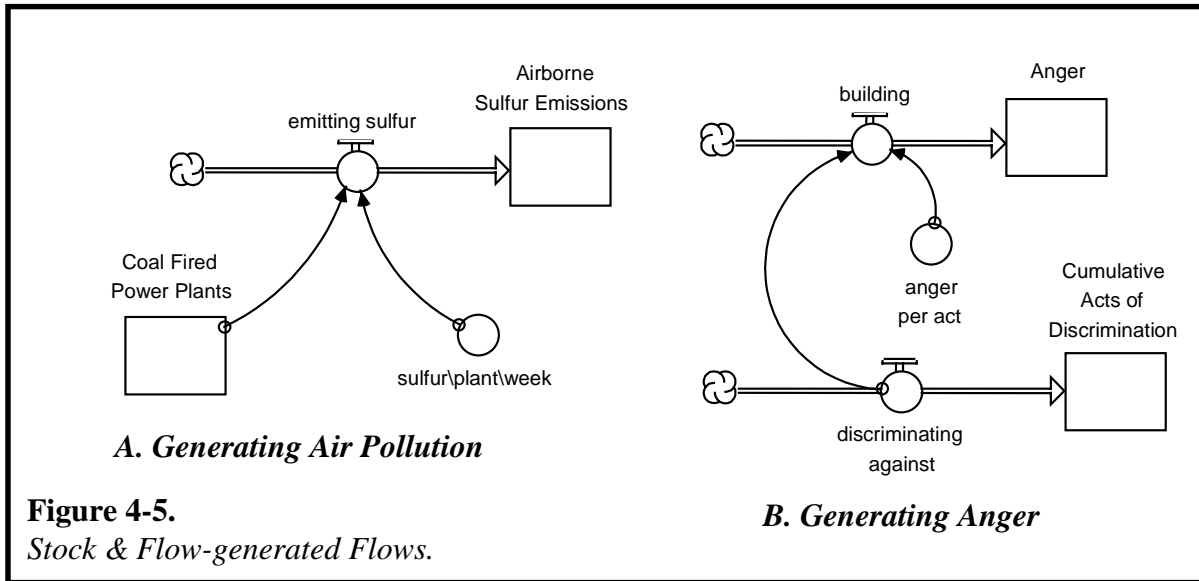 Airborne
Sulfur Emissions
emitting sulfur
Coal Fired
Power Plants
sulfur\plant\week
A. Generating Air Pollution
Anger
building
anger
per act
Cumulative
Acts of
Discrimination
discriminating
against
B. Generating Anger
Figure 4-5.
Stock & Flow-generated Flows.